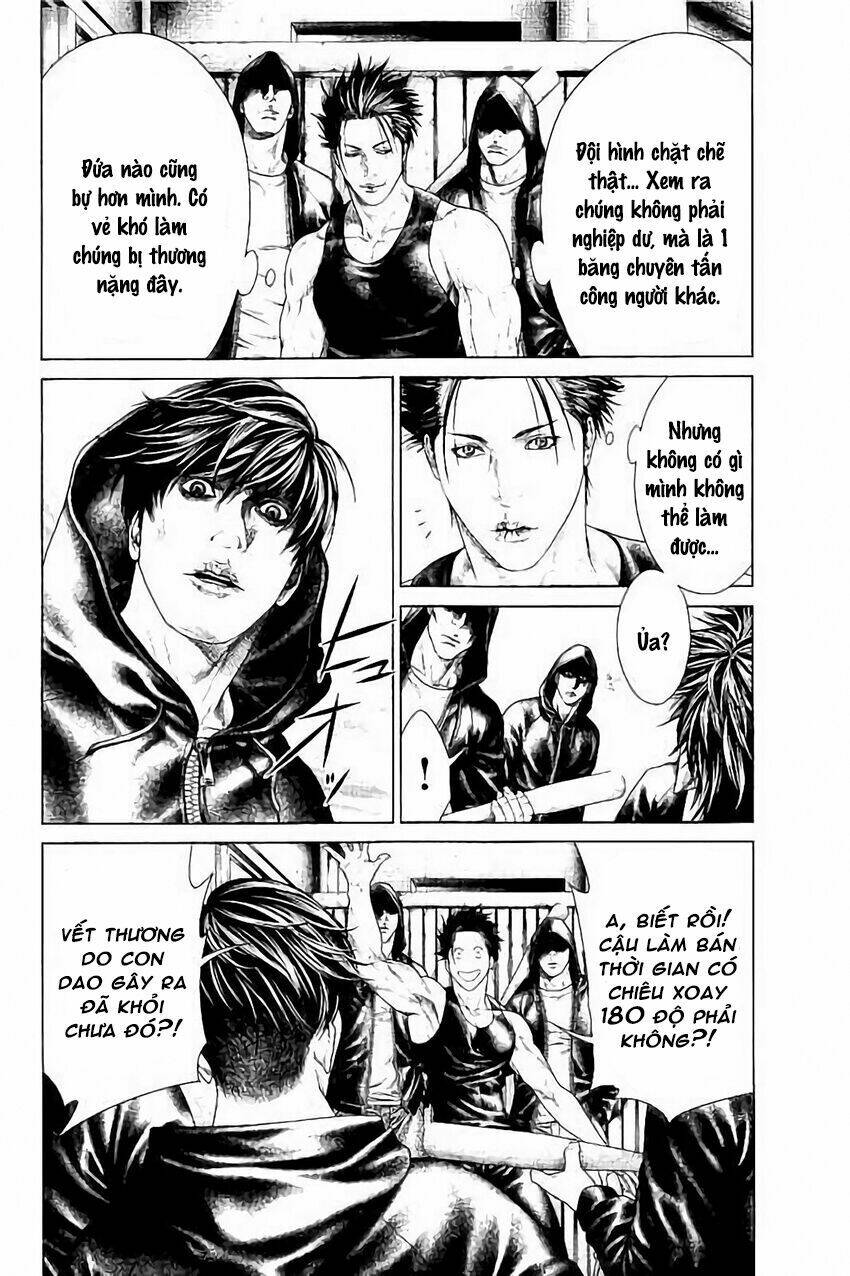 Đội hình chặt chẽ
thật... Xem ra
chúng không phải
nghiệp dư, mà là 1
băng chuyên tấn
công người khác.
Đứa nào cũng
bự hơn mình. Có
vẻ khó làm
chúng bị thương
nặng đây.
Nhưng
không có gì
mình không
thể làm
được...
Ủa?
!
A, BIẾT RỒI!
CẬU LÀM BÁN
THỜI GIAN CÓ
CHIÊU XOAY
180 ĐỘ PHẢI
KHÔNG?!
VẾT THƯƠNG
DO CON
DAO GÂY RA
ĐÃ KHỎI
CHƯA ĐÓ?!